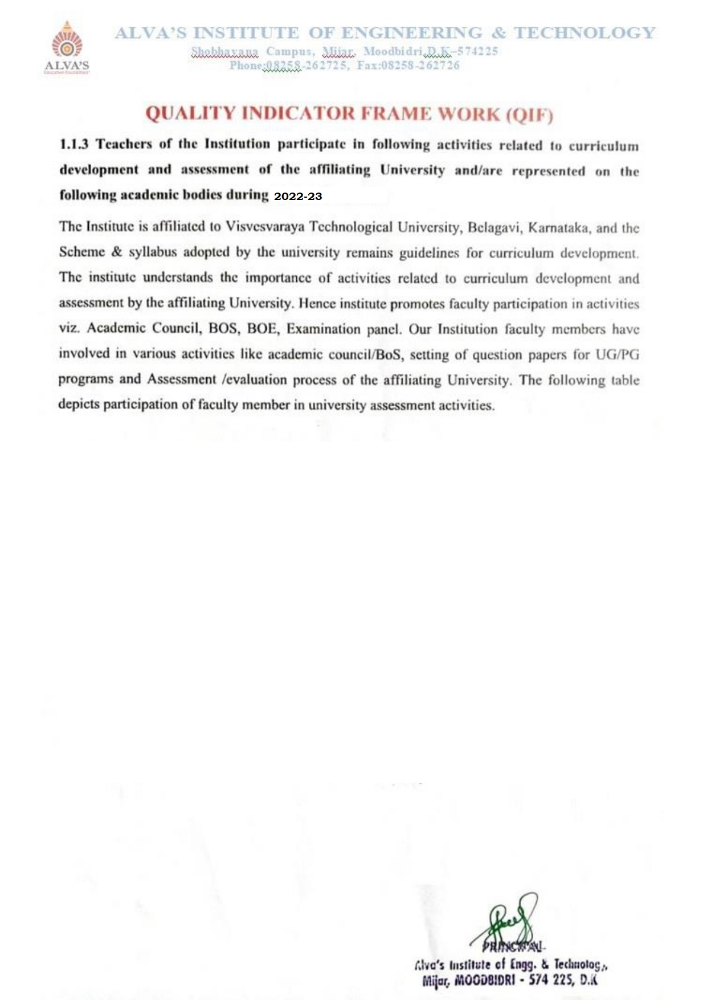 ALVA'S INSTITUTE OF ENGINEERING & TECHNOLOGY
Shobhavana Campus, Mijar, Moodbidri,D.K–574225
Phone:08258-262725, Fax:08258-262726
ALVA'S
Education Foundation®
QUALITY INDICATOR FRAME WORK (QIF)
1.1.3 Teachers of the Institution participate in following activities related to curriculum
development and assessment of the affiliating University and/are represented on the
following academic bodies during 2022-23
The Institute is affiliated to Visvesvaraya Technological University, Belagavi, Karnataka, and the
Scheme & syllabus adopted by the university remains guidelines for curriculum development.
The institute understands the importance of activities related to curriculum development and
assessment by the affiliating University. Hence institute promotes faculty participation in activities
viz. Academic Council, BOS, BOE, Examination panel. Our Institution faculty members have
involved in various activities like academic council/BoS, setting of question papers for UG/PG
programs and Assessment /evaluation process of the affiliating University. The following table
depicts participation of faculty member in university assessment activities.
PRINCIPAL
Alva's Institute of Engg. & Technology,
Mijar, MOODBIDRI - 574 225, D.K